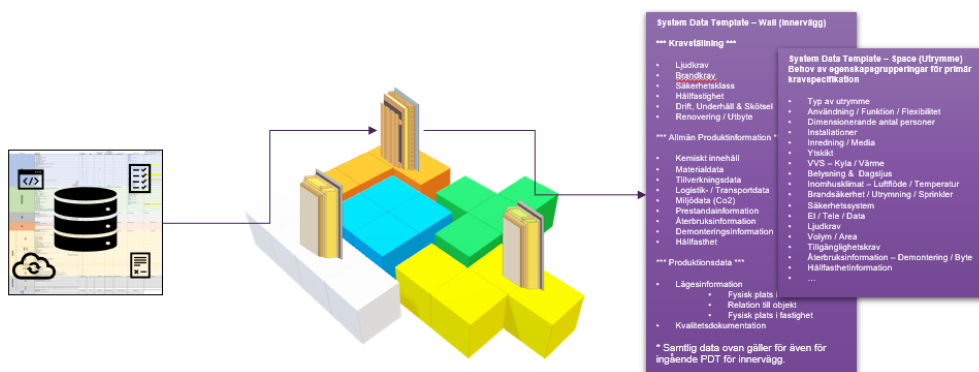 System Data Template – Wall (Innervägg)
*** Kravställning ***
• Ljudkrav
• Brandkrav
• Säkerhetsklass
• Hållfastighet
• Drift, Underhåll & Skötsel
• Renovering / Utbyte
*** Allmän Produktinformation **
• Kemiskt innehåll
• Materialdata
• Tillverkningsdata
• Logistik- / Transportdata
• Miljödata (Co2)
• Prestandainformation
• Återbruksinformation
• Demonteringsinformation
• Hållfasthet
*** Produktionsdata ***
• Lägesinformation
• Fysisk plats i
• Relation till objekt
• Fysisk plats i fastighet
• Kvalitetsdokumentation
* Samtlig data ovan gäller för även för
ingående PDT för innervägg.
System Data Template – Space (Utrymme)
Behov av egenskapsgrupperingar för primär
kravspecifikation
• Typ av utrymme
• Användning / Funktion / Flexibilitet
• Dimensionerande antal personer
• Installationer
• Inredning / Media
• Ytskikt
• VVS – Kyla / Värme
• Belysning & Dagsljus
• Inomhusklimat – Luftflöde / Temperatur
• Brandsäkerhet / Utrymning / Sprinkler
• Säkerhetssystem
• El / Tele / Data
• Ljudkrav
• Volym / Area
• Tillgänglighetskrav
• Återbruksinformation – Demontering / Byte
• Hållfasthetinformation
• …